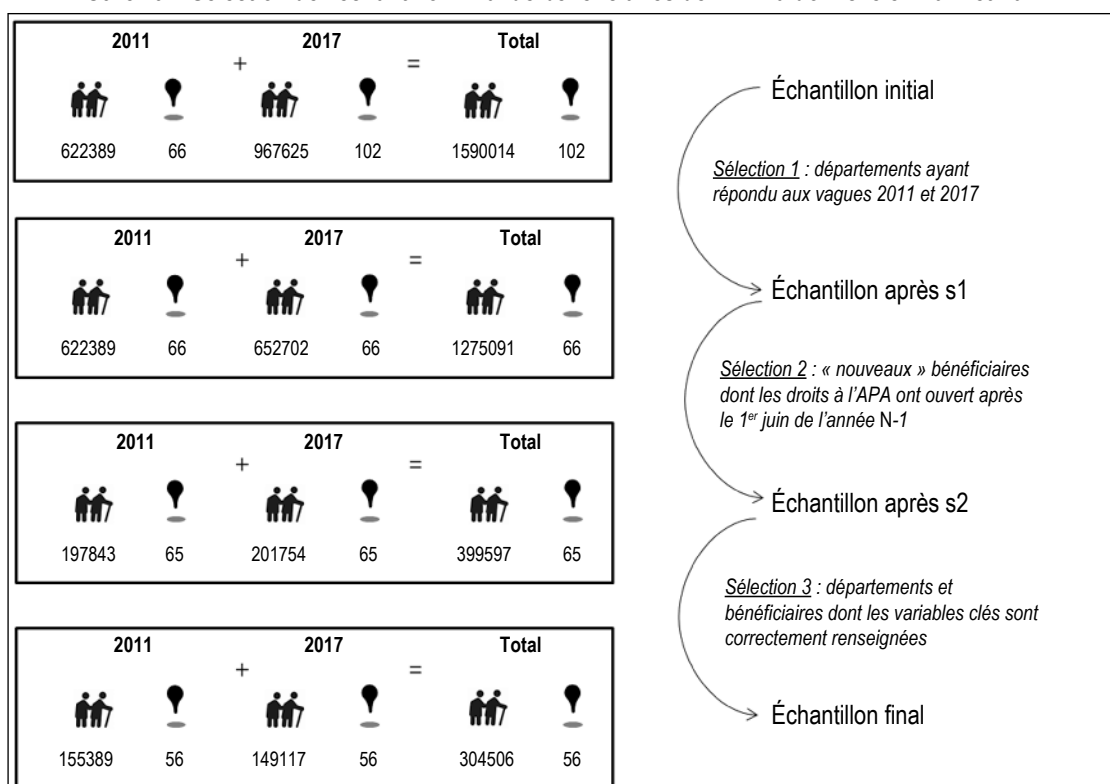 2011 2017 Total
+ =
622389 66 967625 102 1590014 102
Échantillon initial
Sélection 1 : départements ayant
répondu aux vagues 2011 et 2017
2011 2017 Total
+ =
622389 66 652702 66 1275091 66
Échantillon après s1
Sélection 2 : « nouveaux » bénéficiaires
dont les droits à l'APA ont ouvert après
le 1er juin de l'année N-1
2011 2017 Total
+ =
197843 65 201754 65 399597 65
Échantillon après s2
Sélection 3 : départements et
bénéficiaires dont les variables clés sont
correctement renseignées
2011 2017 Total
+ =
155389 56 149117 56 304506 56
Échantillon final